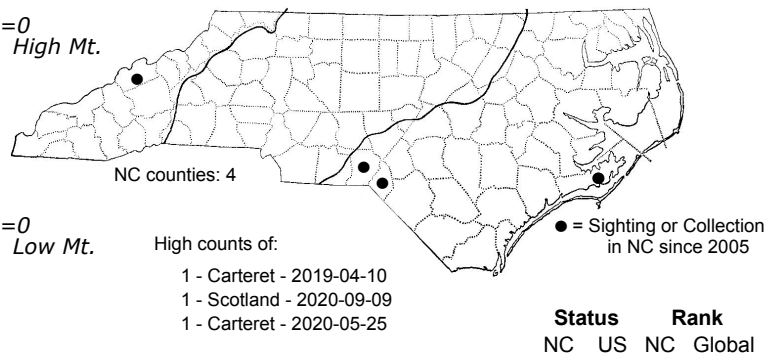 =0
High Mt.
NC counties: 4
=0
Low Mt.
High counts of:
1 - Carteret - 2019-04-10
1 - Scotland - 2020-09-09
1 - Carteret - 2020-05-25
● = Sighting or Collection
in NC since 2005
Status Rank
NC US NC Global